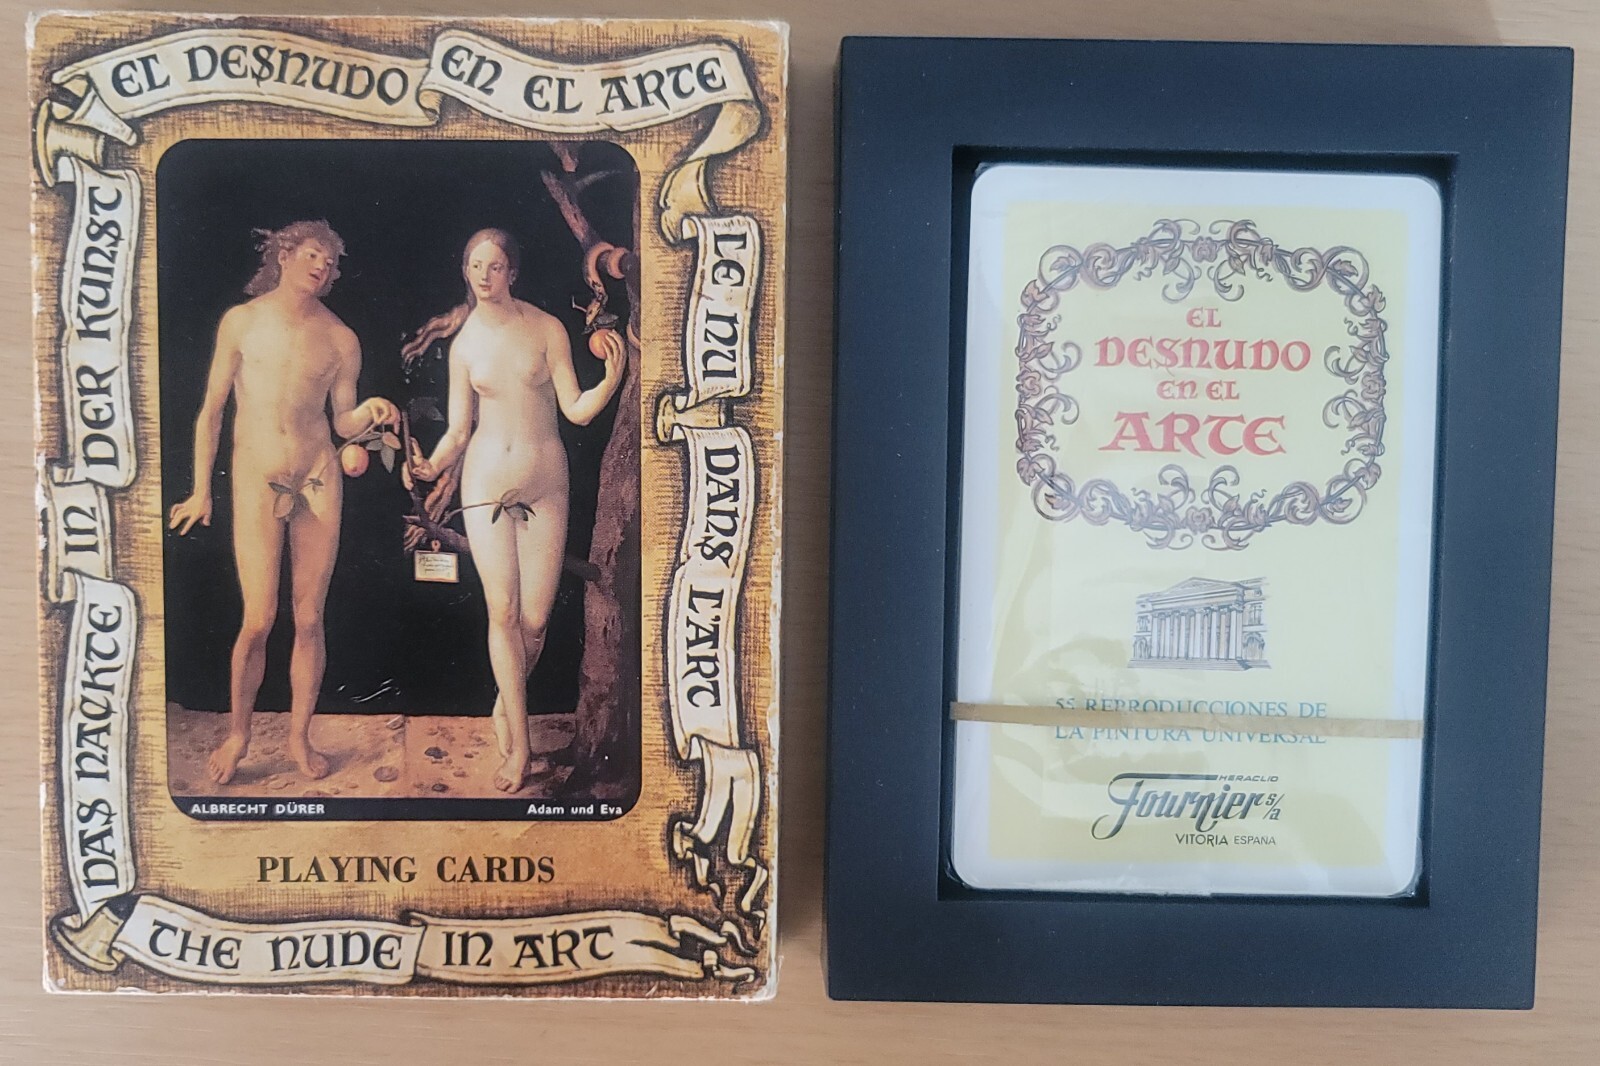 EL DESNUDO EN EL ARTE
DAS NACKTE IN DER KUNST
LE NU DANS L'ART
ALBRECHT DÜRER
Adam und Eva
PLAYING CARDS
THE NUDE IN ART
EL
DESNUDO
EN EL
ARTE
55 REPRODUCCIONES DE
LA PINTURA UNIVERSAL
HERACLIO
Fournier s/a
VITORIA ESPAÑA